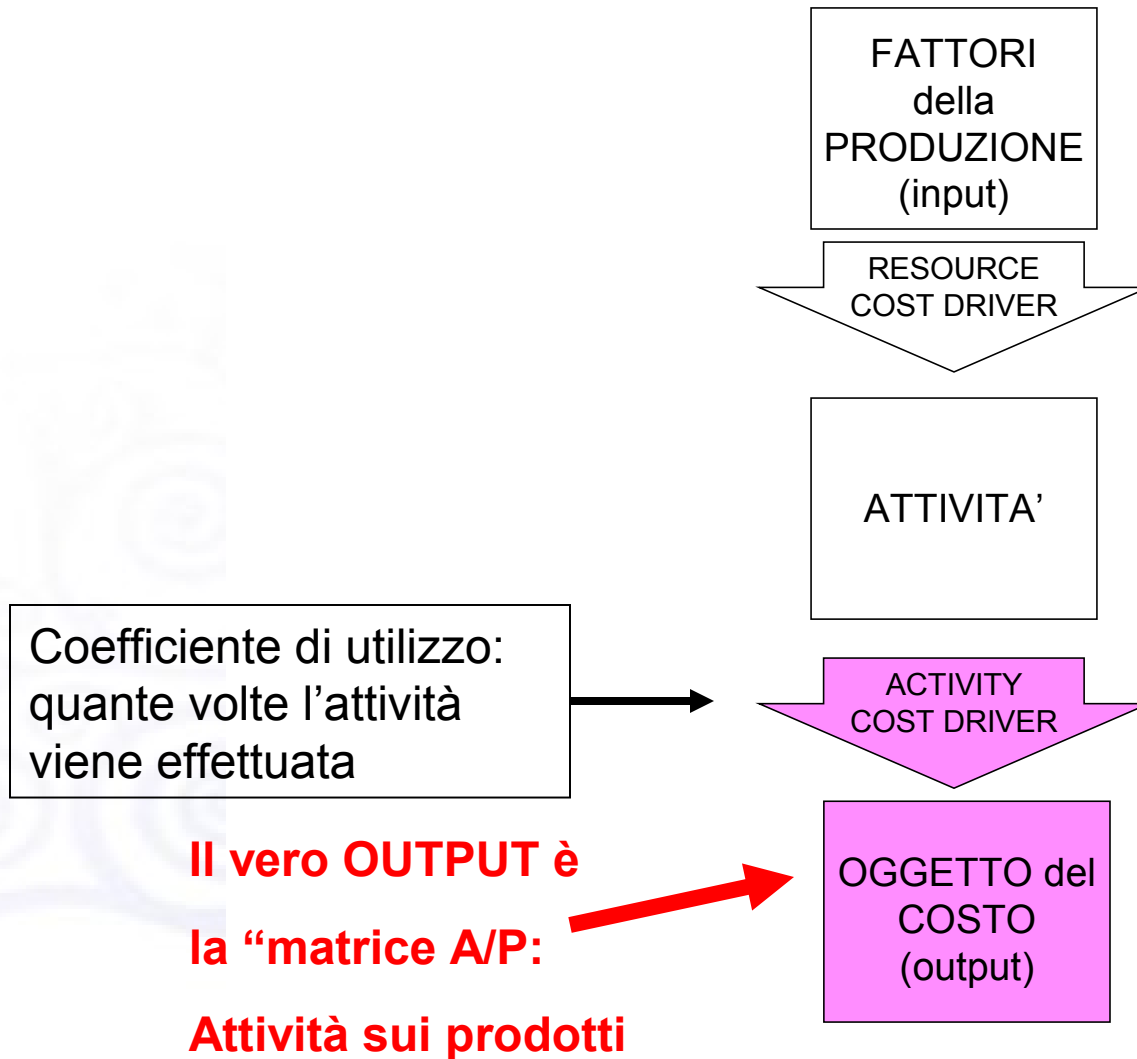 FATTORI
della
PRODUZIONE
(input)
RESOURCE
COST DRIVER
ATTIVITA’
Coefficiente di utilizzo:
quante volte l’attività
viene effettuata
ACTIVITY
COST DRIVER
Il vero OUTPUT è
la “matrice A/P:
Attività sui prodotti
OGGETTO del
COSTO
(output)